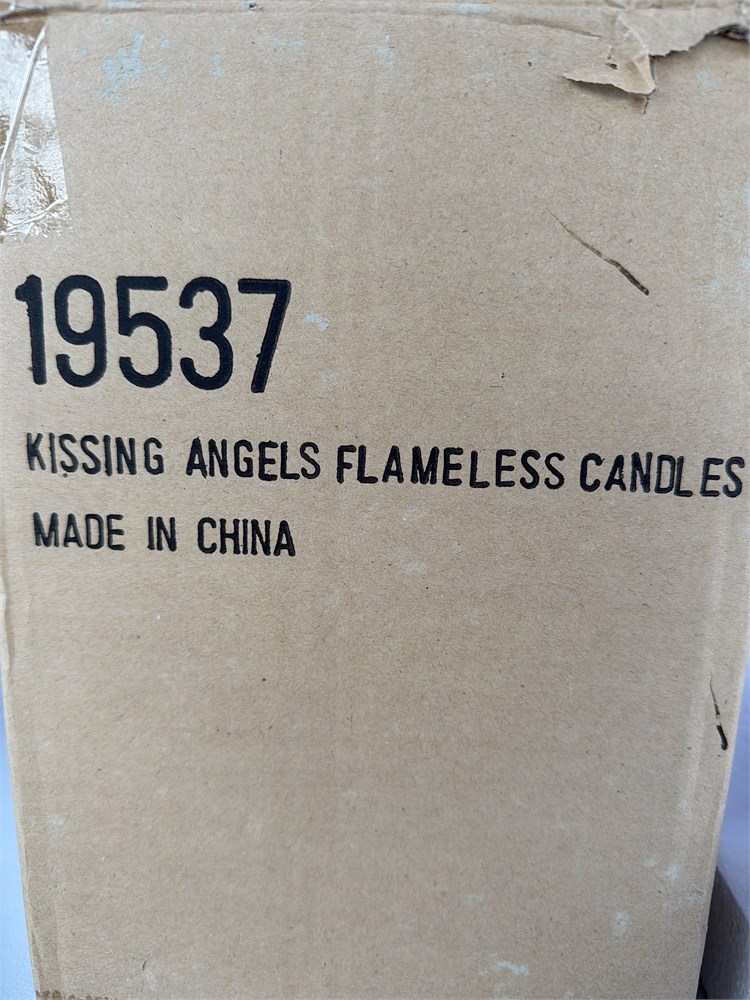 19537
KISSING ANGELS FLAMELESS CANDLES
MADE IN CHINA